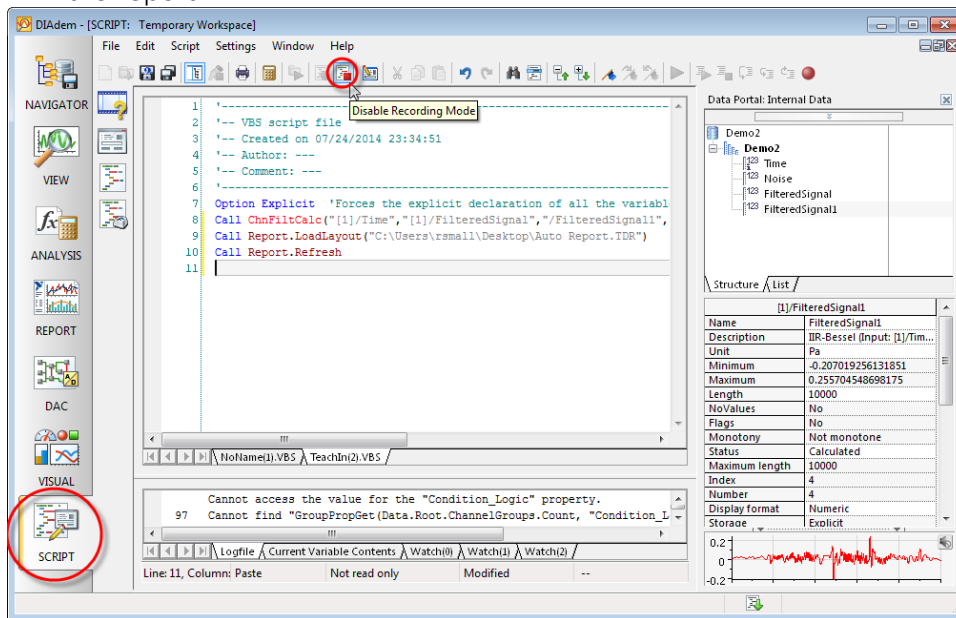 DIAdem - [SCRIPT: Temporary Workspace]
File Edit Script Settings Window Help
NAVIGATOR
VIEW
ANALYSIS
REPORT
DAC
VISUAL
SCRIPT
Disable Recording Mode
1 '-----------------------------------------------------------
2 '-- VBS script file
3 '-- Created on 07/24/2014 23:34:51
4 '-- Author: ---
5 '-- Comment: ---
6 '-----------------------------------------------------------
7 Option Explicit 'Forces the explicit declaration of all the variabl
8 Call ChnFiltCalc("[1]/Time","[1]/FilteredSignal","/FilteredSignal1",
9 Call Report.LoadLayout("C:\Users\rsmall\Desktop\Auto Report.TDR")
10 Call Report.Refresh
11
NoName(1).VBS TeachIn(2).VBS
Cannot access the value for the "Condition_Logic" property.
97 Cannot find "GroupPropGet(Data.Root.ChannelGroups.Count, "Condition_L
Logfile Current Variable Contents Watch(0) Watch(1) Watch(2)
Line: 11, Column: Paste Not read only Modified --
Data Portal: Internal Data
Demo2
Demo2
Time
Noise
FilteredSignal
FilteredSignal1
Structure List
[1]/FilteredSignal1
Name FilteredSignal1
Description IIR-Bessel (Input: [1]/Tim...
Unit Pa
Minimum -0.207019256131851
Maximum 0.255704548698175
Length 10000
NoValues No
Flags No
Monotony Not monotone
Status Calculated
Maximum length 10000
Index 4
Number 4
Display format Numeric
Storage Explicit
0.2
0
-0.2